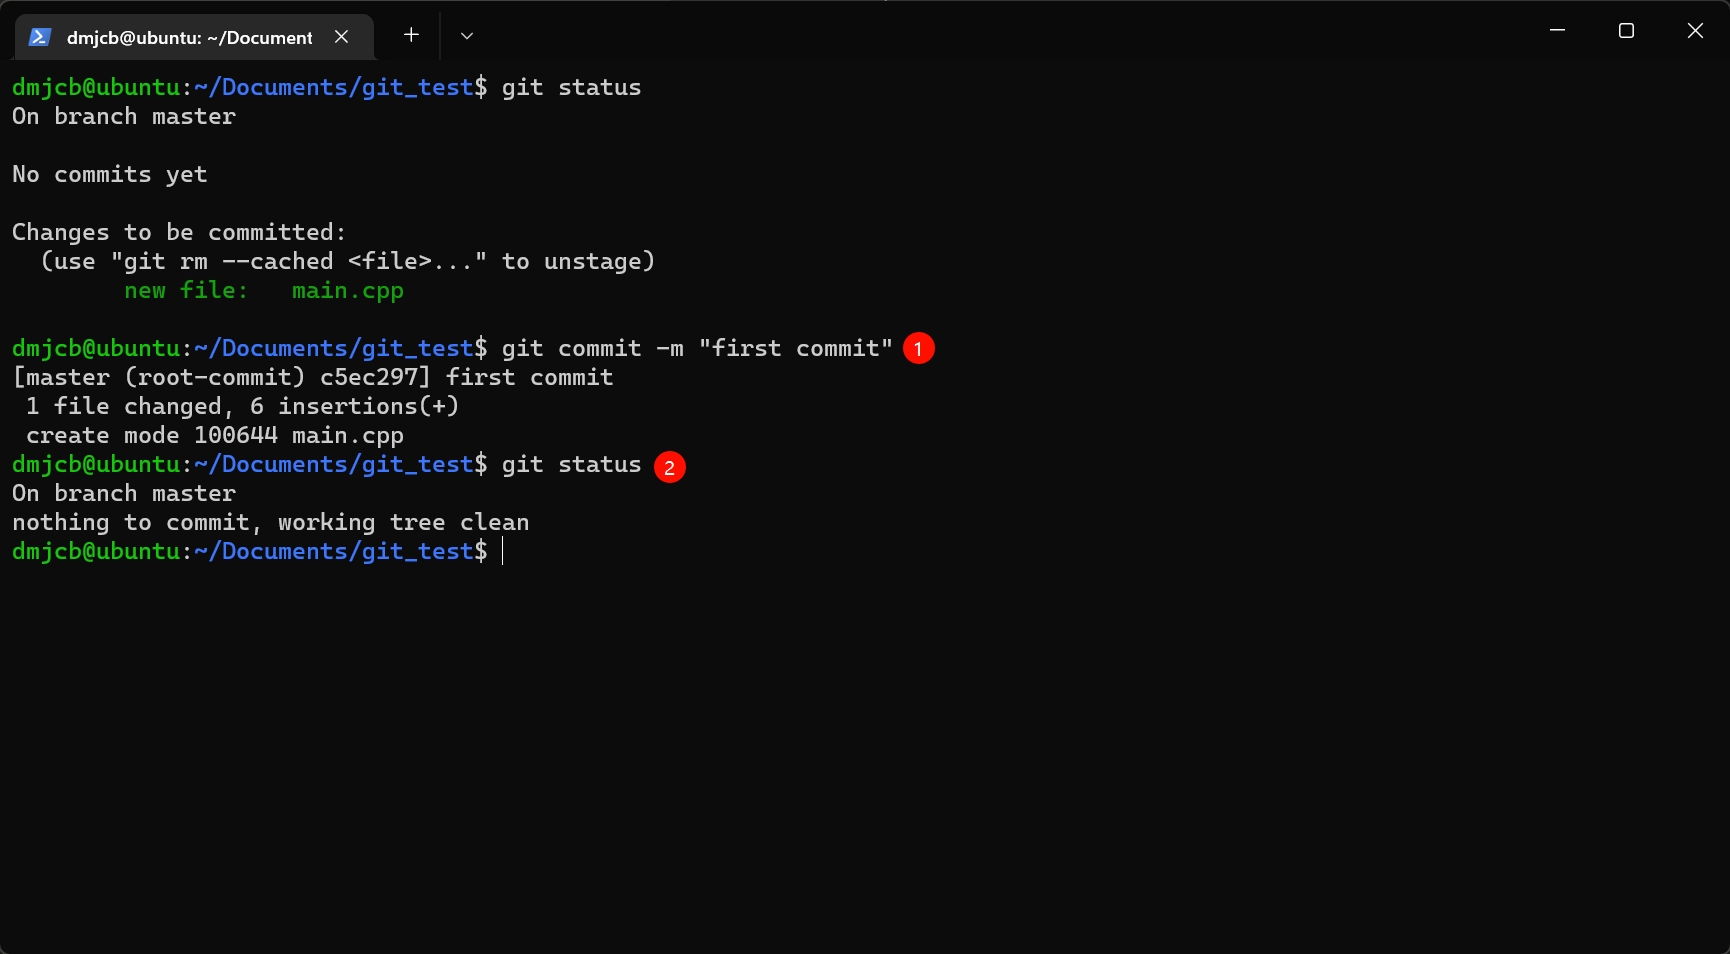 dmjcb@ubuntu: ~/Document
dmjcb@ubuntu:~/Documents/git_test$ git status
On branch master
No commits yet
Changes to be committed:
  (use "git rm --cached <file>..." to unstage)
        new file:   main.cpp
dmjcb@ubuntu:~/Documents/git_test$ git commit -m "first commit" 1
[master (root-commit) c5ec297] first commit
 1 file changed, 6 insertions(+)
 create mode 100644 main.cpp
dmjcb@ubuntu:~/Documents/git_test$ git status 2
On branch master
nothing to commit, working tree clean
dmjcb@ubuntu:~/Documents/git_test$